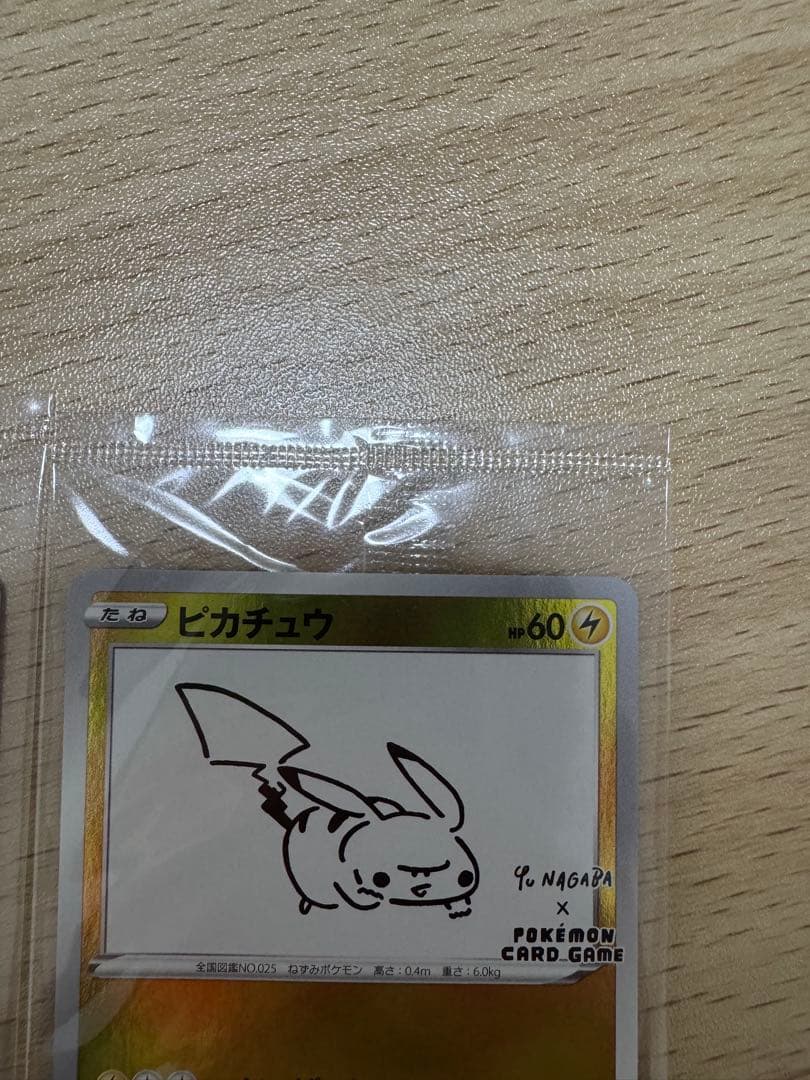 たね ピカチュウ HP60
Yu NAGABA
X
POKÉMON
CARD GAME
全国図鑑NO.025 ねずみポケモン 高さ:0.4m 重さ:6.0kg